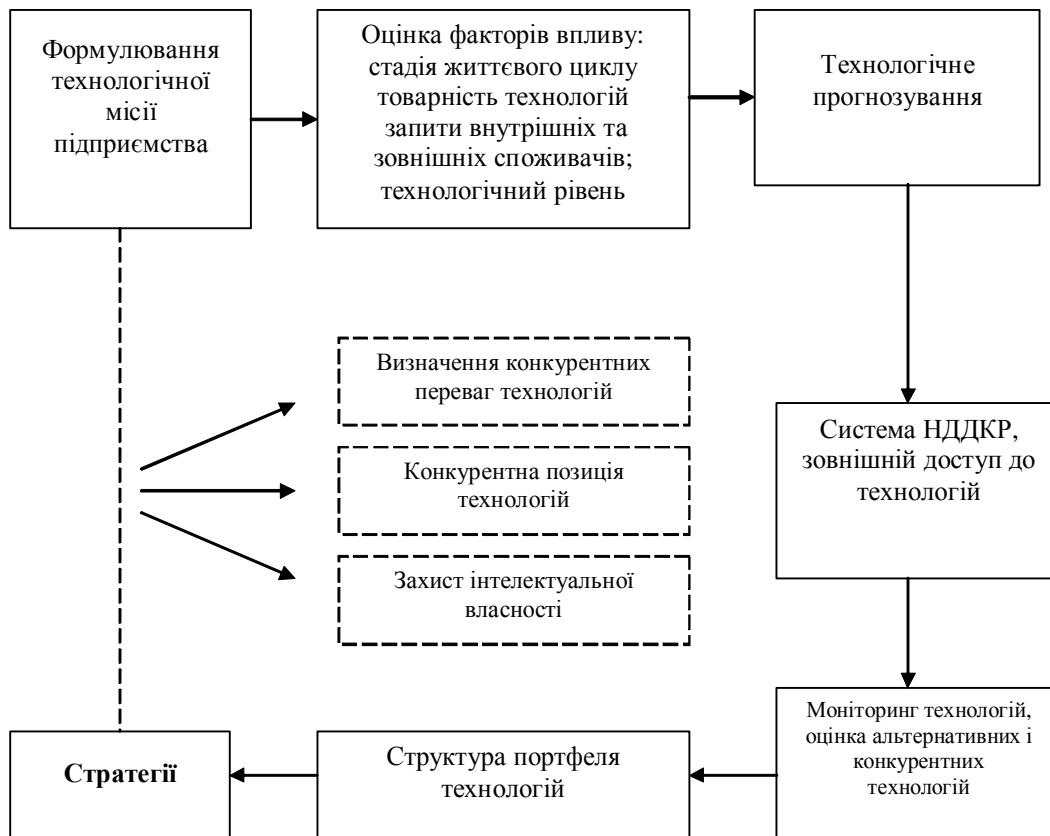 Формулювання
технологічної
місії
підприємства
Оцінка факторів впливу:
стадія життєвого циклу
товарність технологій
запити внутрішніх та
зовнішніх споживачів;
технологічний рівень
Технологічне
прогнозування
Визначення конкурентних
переваг технологій
Конкурентна позиція
технологій
Захист інтелектуальної
власності
Система НДДКР,
зовнішній доступ до
технологій
Моніторинг технологій,
оцінка альтернативних і
конкурентних
технологій
Структура портфеля
технологій
Стратегії